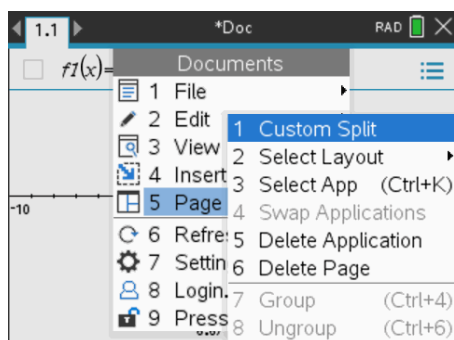 1.1 *Doc RAD
f1(x)=
Documents
1 File
2 Edit
3 View
4 Insert
5 Page
6 Refre
7 Settin
8 Login.
9 Press
1 Custom Split
2 Select Layout
3 Select App (Ctrl+K)
4 Swap Applications
5 Delete Application
6 Delete Page
7 Group (Ctrl+4)
8 Ungroup (Ctrl+6)
-10